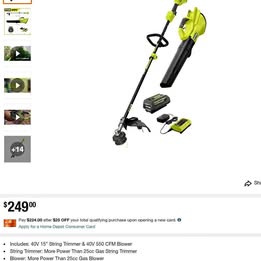 +14
Sh
$249⁰⁰
Pay $224.00 after $25 OFF your total qualifying purchase upon opening a new card.
Apply for a Home Depot Consumer Card
• Includes: 40V 15" String Trimmer & 40V 550 CFM Blower
• String Trimmer: More Power Than 25cc Gas String Trimmer
• Blower: More Power Than 25cc Gas Blower